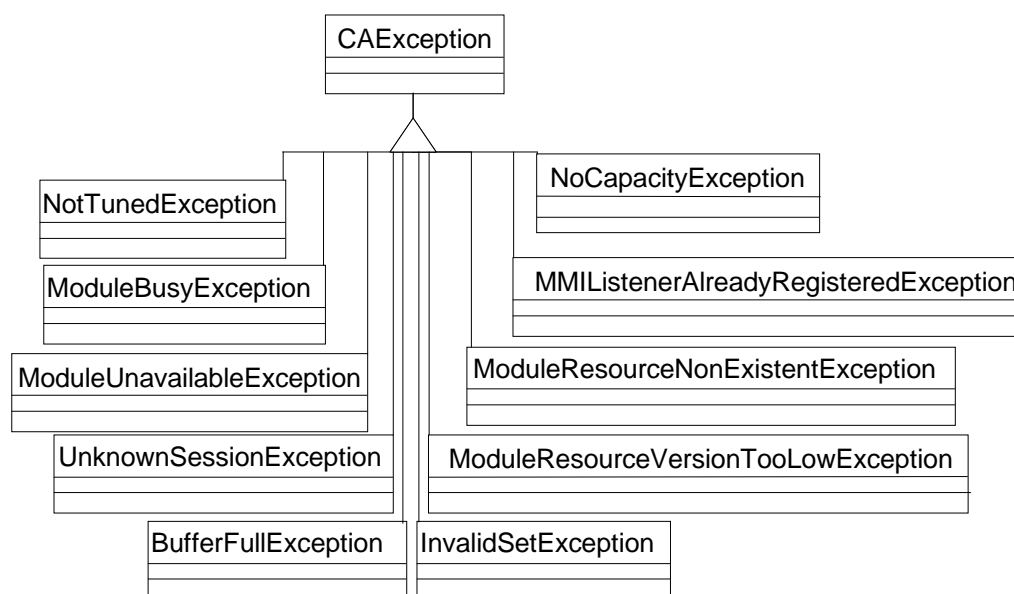 CAException
NotTunedException
NoCapacityException
ModuleBusyException
MMIListenerAlreadyRegisteredException
ModuleUnavailableException
ModuleResourceNonExistentException
UnknownSessionException
ModuleResourceVersionTooLowException
BufferFullException
InvalidSetException